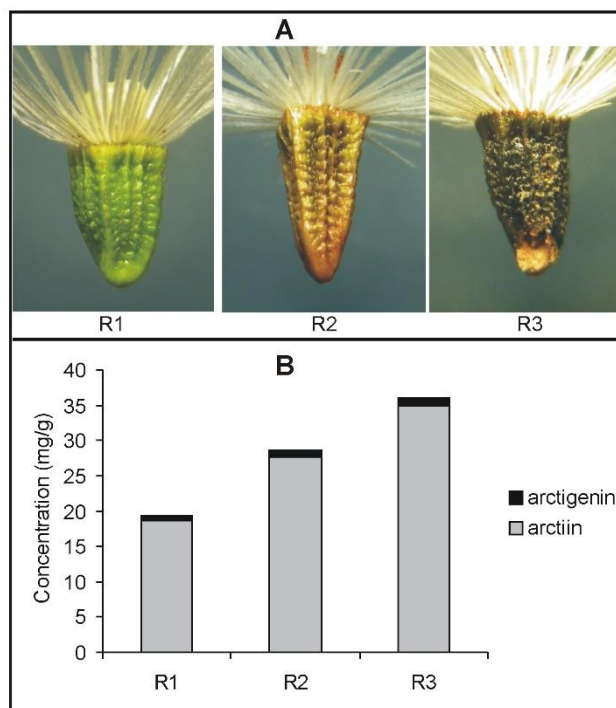 A
R1 R2 R3
B
Concentration (mg/g)
40
35
30
25
20
15
10
5
0
R1 R2 R3
arctigenin
arctiin